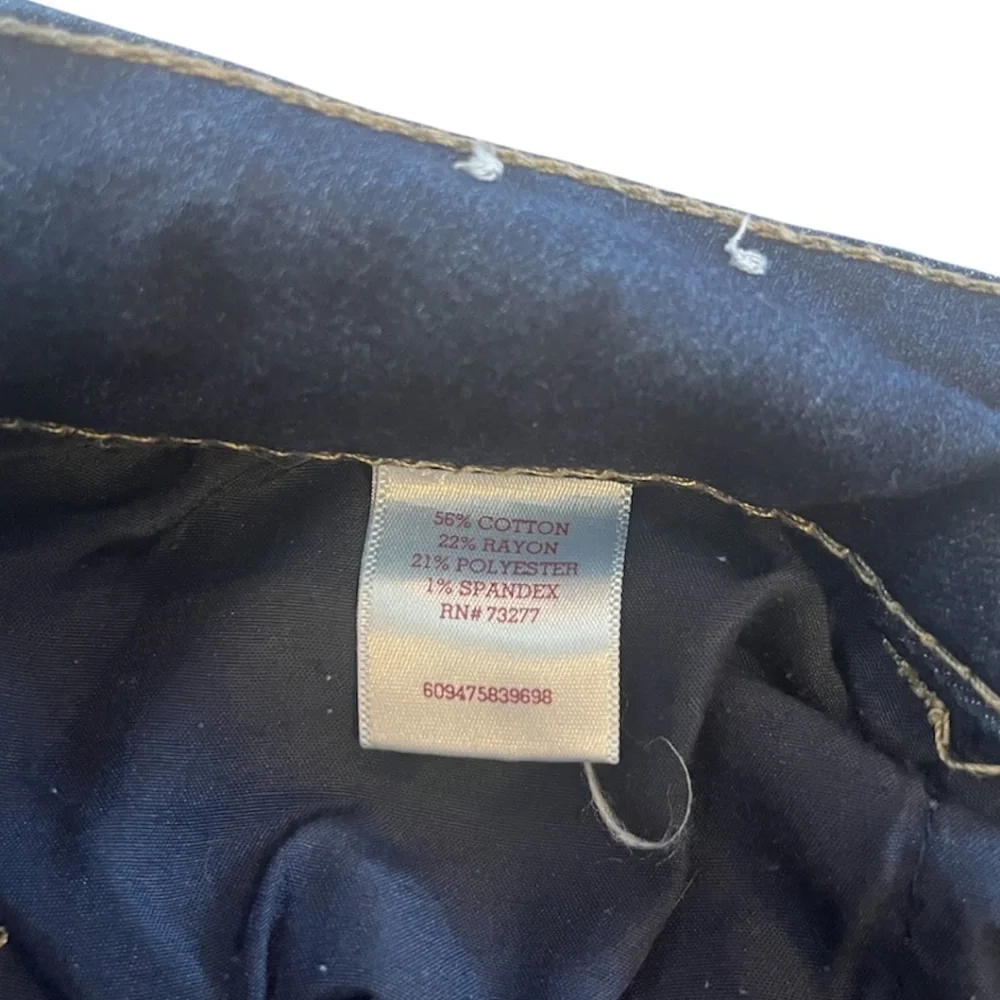 56% COTTON
22% RAYON
21% POLYESTER
1% SPANDEX
RN# 73277
609475839698